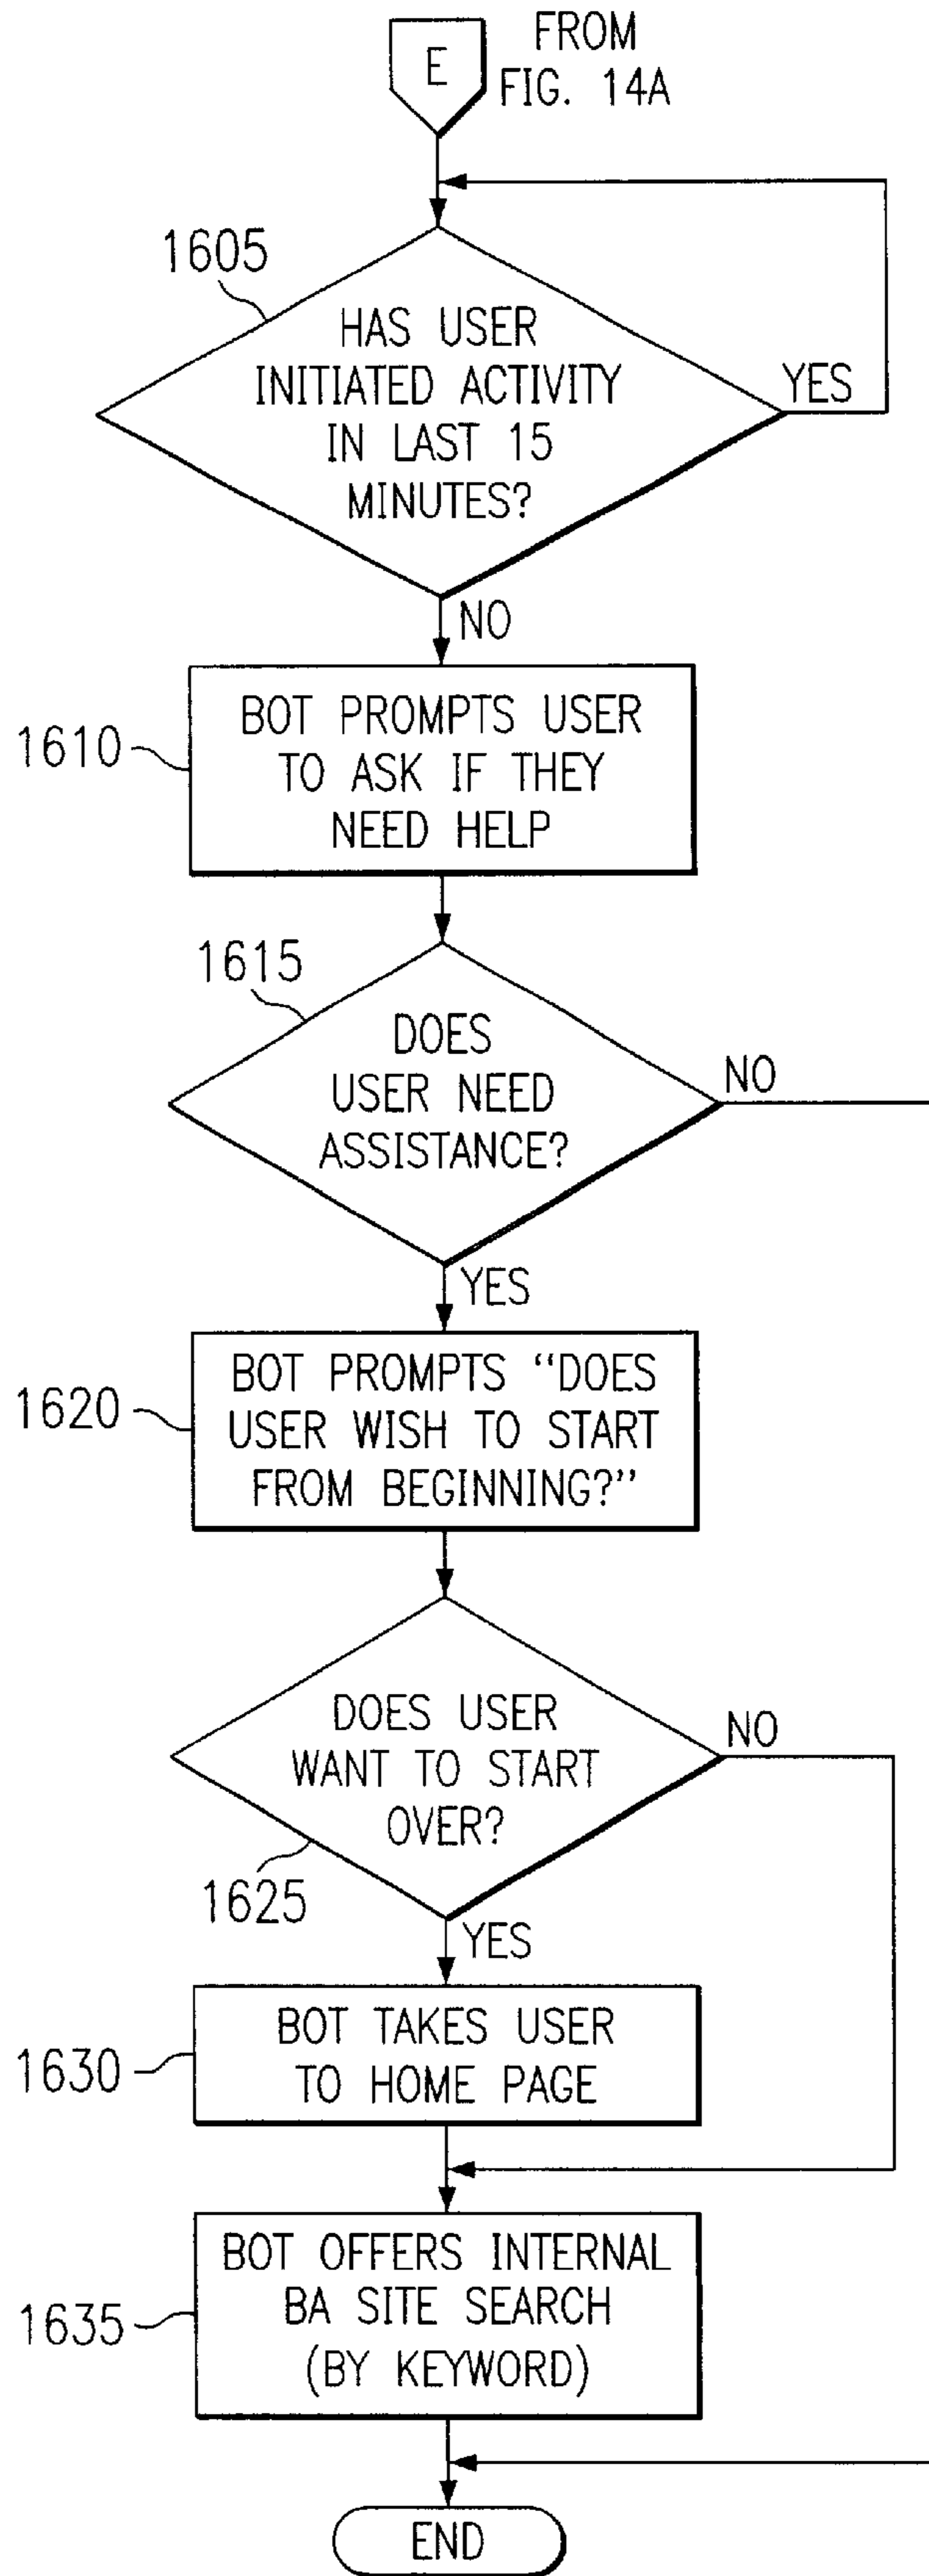 E
FROM
FIG. 14A
1605
HAS USER
INITIATED ACTIVITY
IN LAST 15
MINUTES?
YES
NO
1610
BOT PROMPTS USER
TO ASK IF THEY
NEED HELP
1615
DOES
USER NEED
ASSISTANCE?
NO
YES
1620
BOT PROMPTS “DOES
USER WISH TO START
FROM BEGINNING?”
DOES USER
WANT TO START
OVER?
NO
1625
YES
1630
BOT TAKES USER
TO HOME PAGE
1635
BOT OFFERS INTERNAL
BA SITE SEARCH
(BY KEYWORD)
END